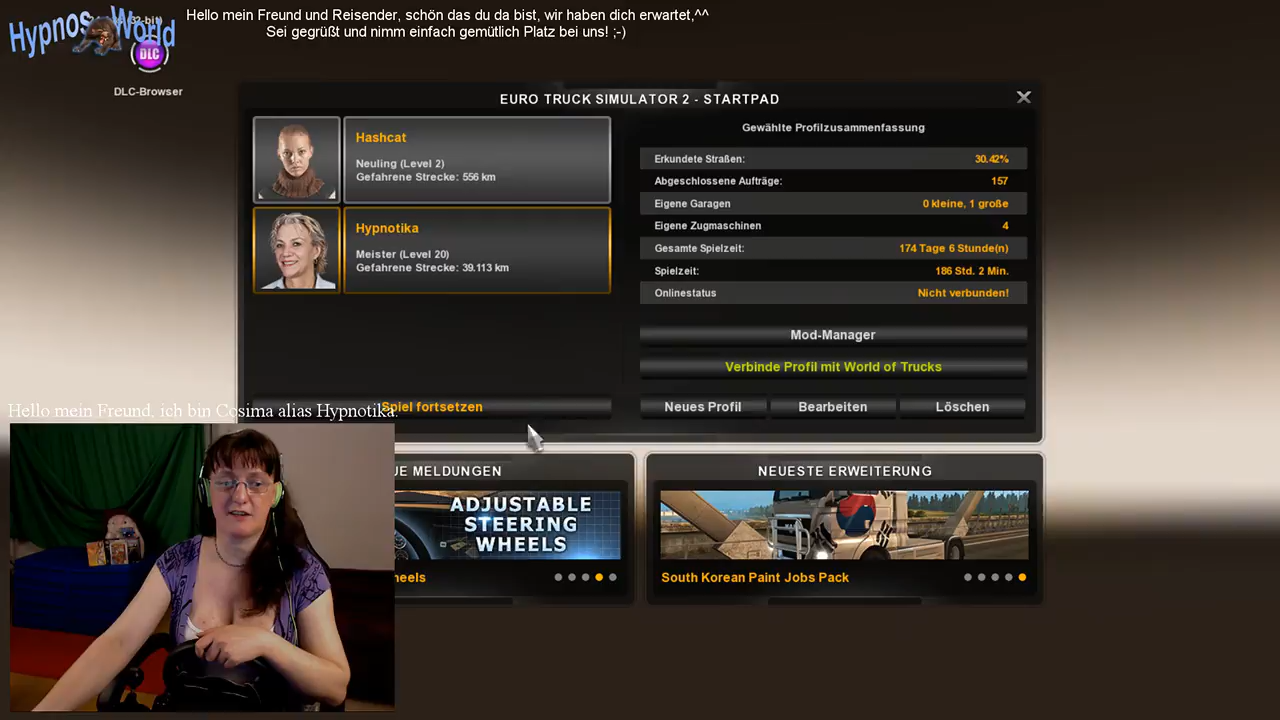 Hello mein Freund und Reisender, schön das du da bist, wir haben dich erwartet,^^
Sei gegrüßt und nimm einfach gemütlich Platz bei uns! ;-)
Hypnos World
DLC
DLC-Browser
EURO TRUCK SIMULATOR 2 - STARTPAD
Hashcat
Neuling (Level 2)
Gefahrene Strecke: 556 km
Hypnotika
Meister (Level 20)
Gefahrene Strecke: 39.113 km
Gewählte Profilzusammenfassung
Erkundete Straßen: 30.42%
Abgeschlossene Aufträge: 157
Eigene Garagen 0 kleine, 1 große
Eigene Zugmaschinen 4
Gesamte Spielzeit: 174 Tage 6 Stunde(n)
Spielzeit: 186 Std. 2 Min.
Onlinestatus Nicht verbunden!
Mod-Manager
Verbinde Profil mit World of Trucks
Spiel fortsetzen
Neues Profil Bearbeiten Löschen
Hello mein Freund, ich bin Cosima alias Hypnotika.
MELDUNGEN
ADJUSTABLE
STEERING
WHEELS
NEUESTE ERWEITERUNG
South Korean Paint Jobs Pack